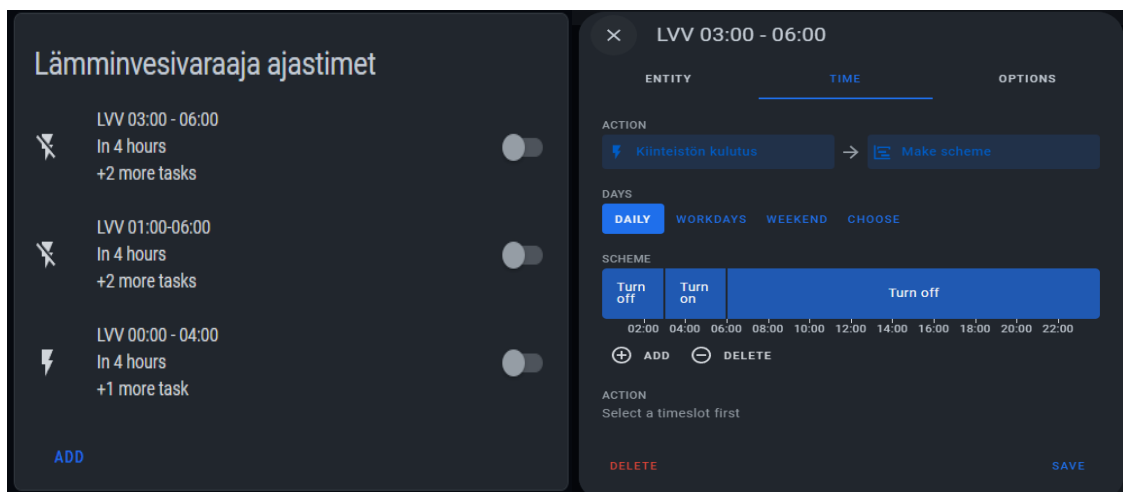 Lämminvesivaraaja ajastimet
LVV 03:00 - 06:00
In 4 hours
+2 more tasks
LVV 01:00-06:00
In 4 hours
+2 more tasks
LVV 00:00 - 04:00
In 4 hours
+1 more task
ADD
LVV 03:00 - 06:00
ENTITY TIME OPTIONS
ACTION
Kiinteistön kulutus Make scheme
DAYS
DAILY WORKDAYS WEEKEND CHOOSE
SCHEME
Turn off Turn on Turn off
02:00 04:00 06:00 08:00 10:00 12:00 14:00 16:00 18:00 20:00 22:00
ADD DELETE
ACTION
Select a timeslot first
DELETE SAVE